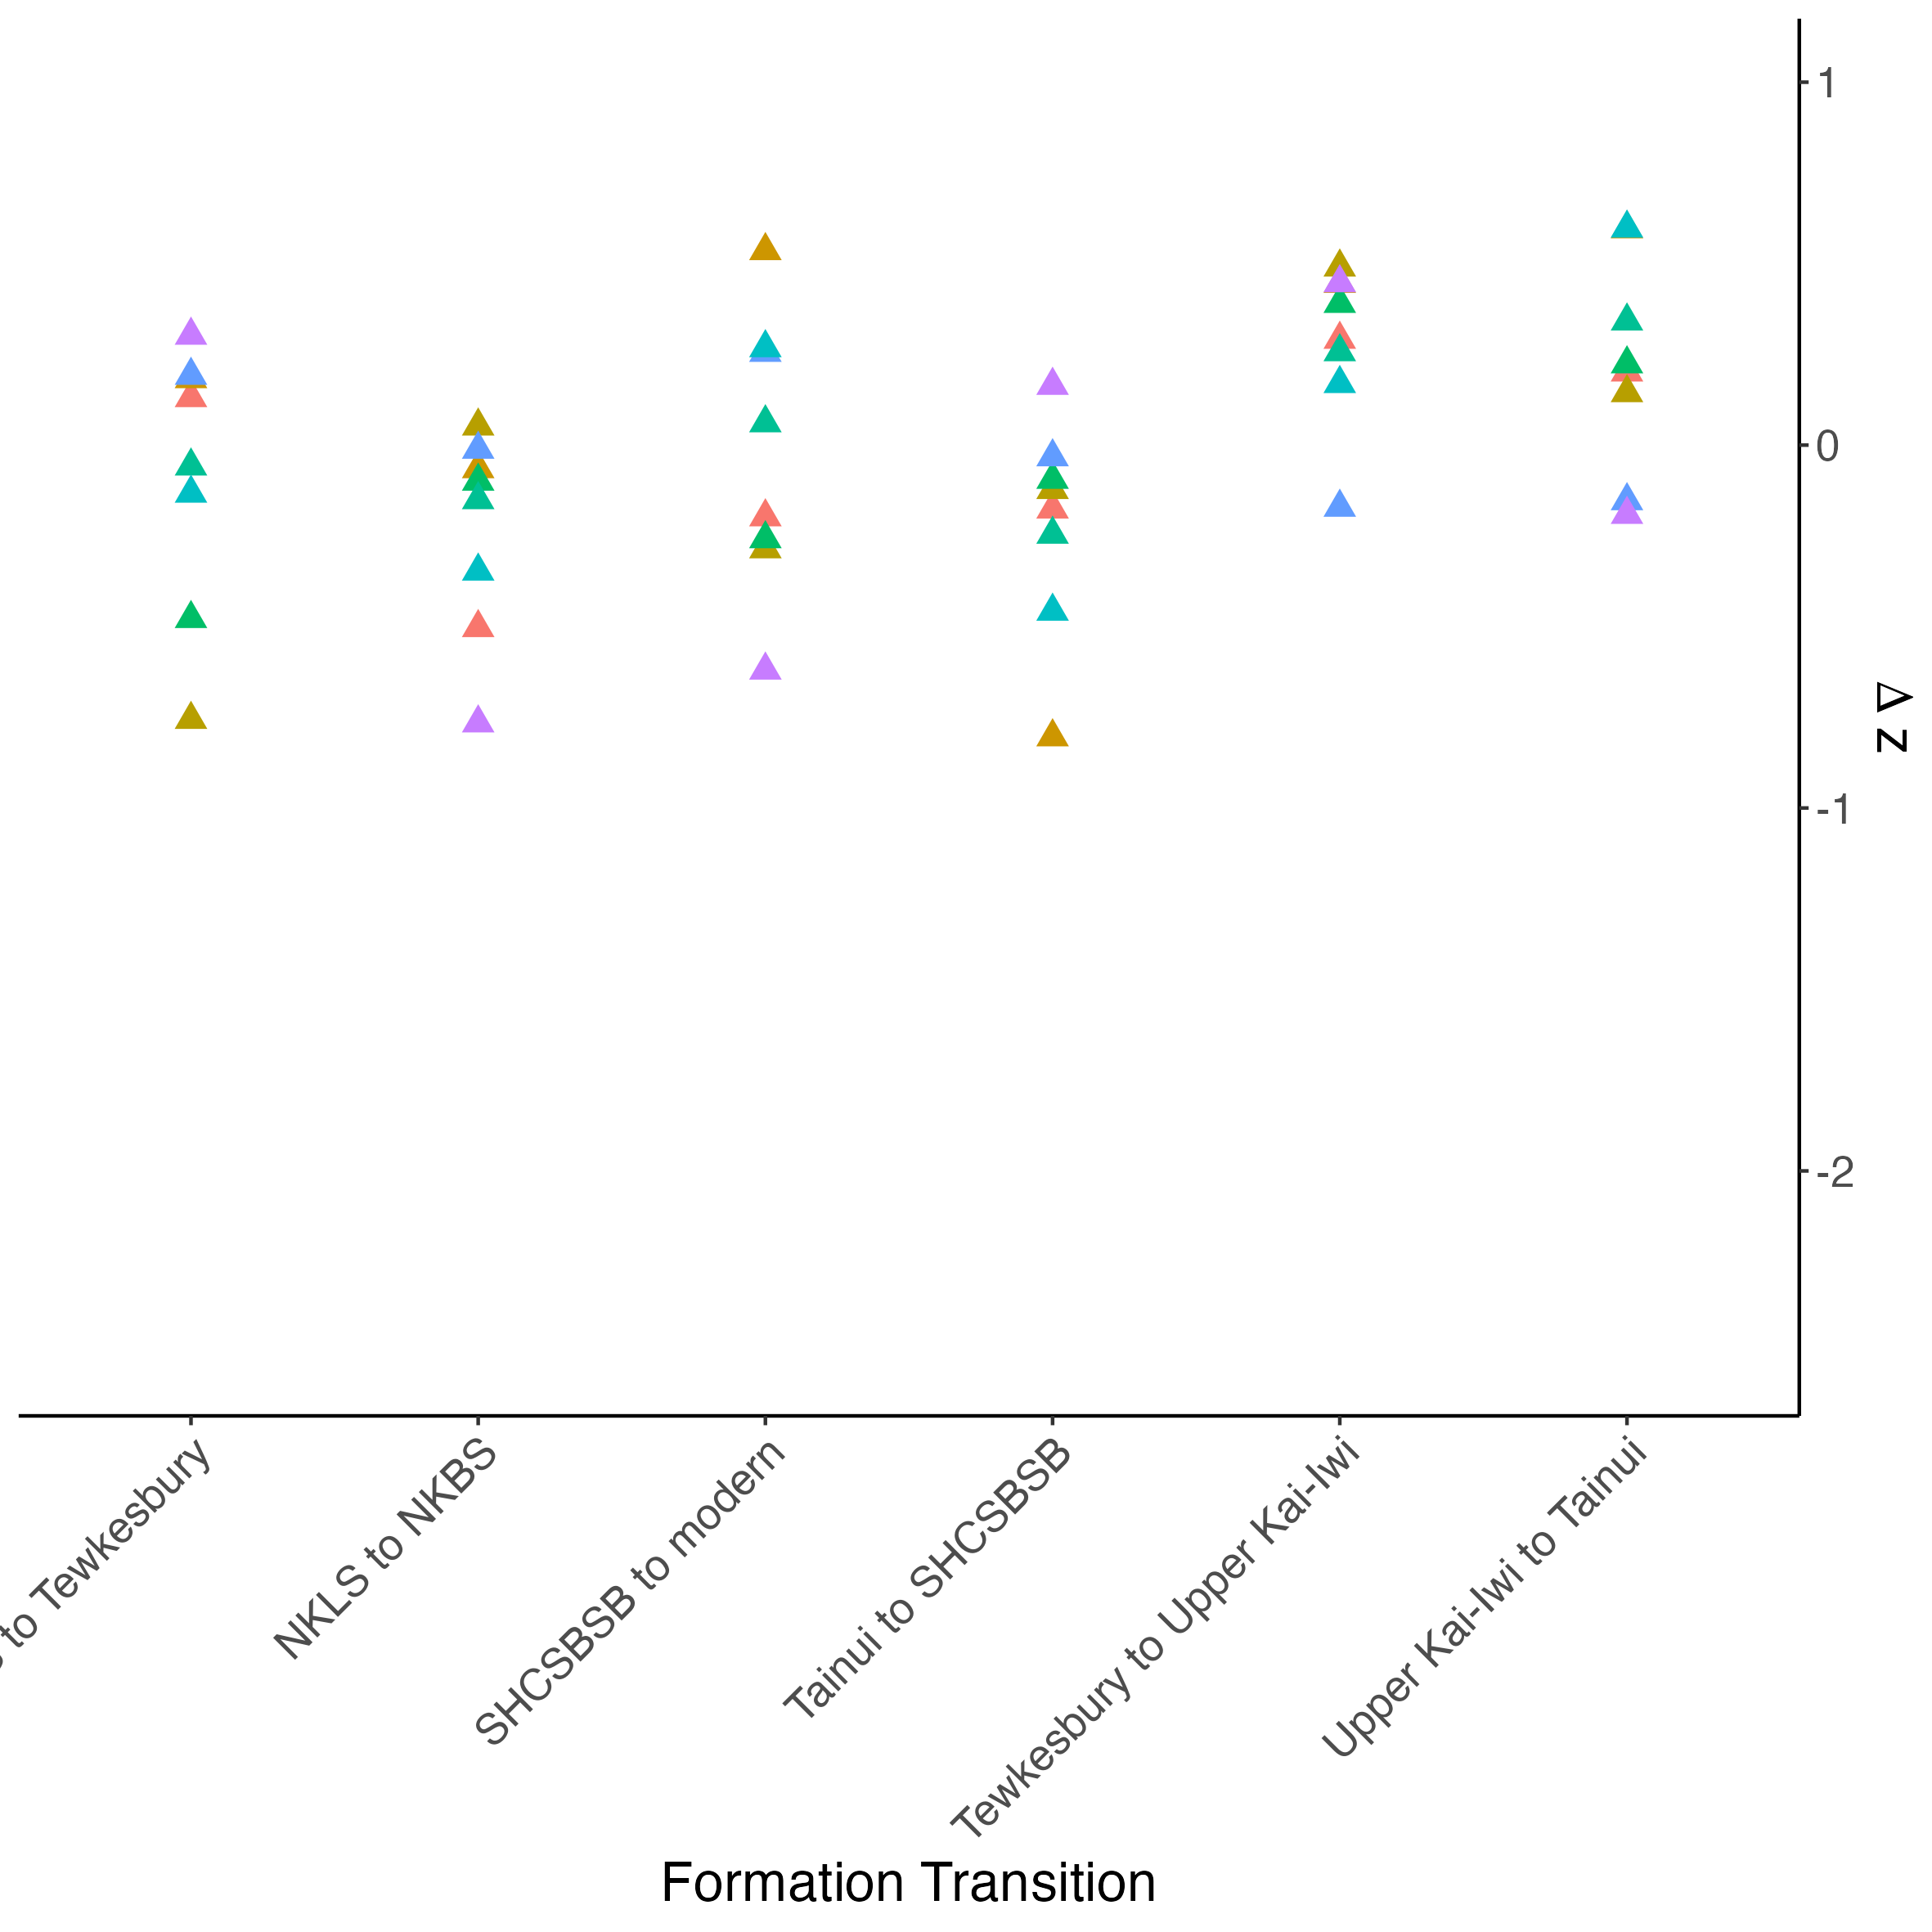 1
0
-1
-2
∇ z
to Tewkesbury
NKLS to NKBS
SHCSBSB to modern
Tainui to SHCSBSB
Tewkesbury to Upper Kai-Iwi
Upper Kai-Iwi to Tainui
Formation Transition